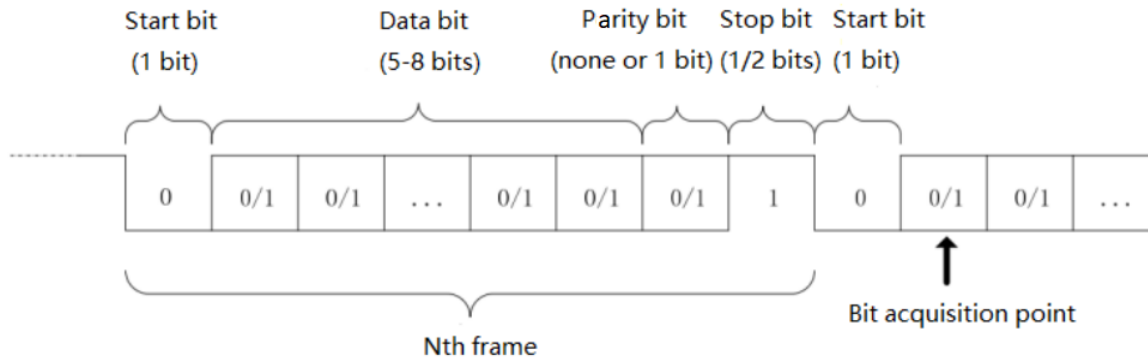 Start bit Data bit Parity bit Stop bit Start bit
(1 bit) (5-8 bits) (none or 1 bit) (1/2 bits) (1 bit)
0 0/1 0/1 ... 0/1 0/1 0/1 1 0 0/1 0/1 ...
Bit acquisition point
Nth frame